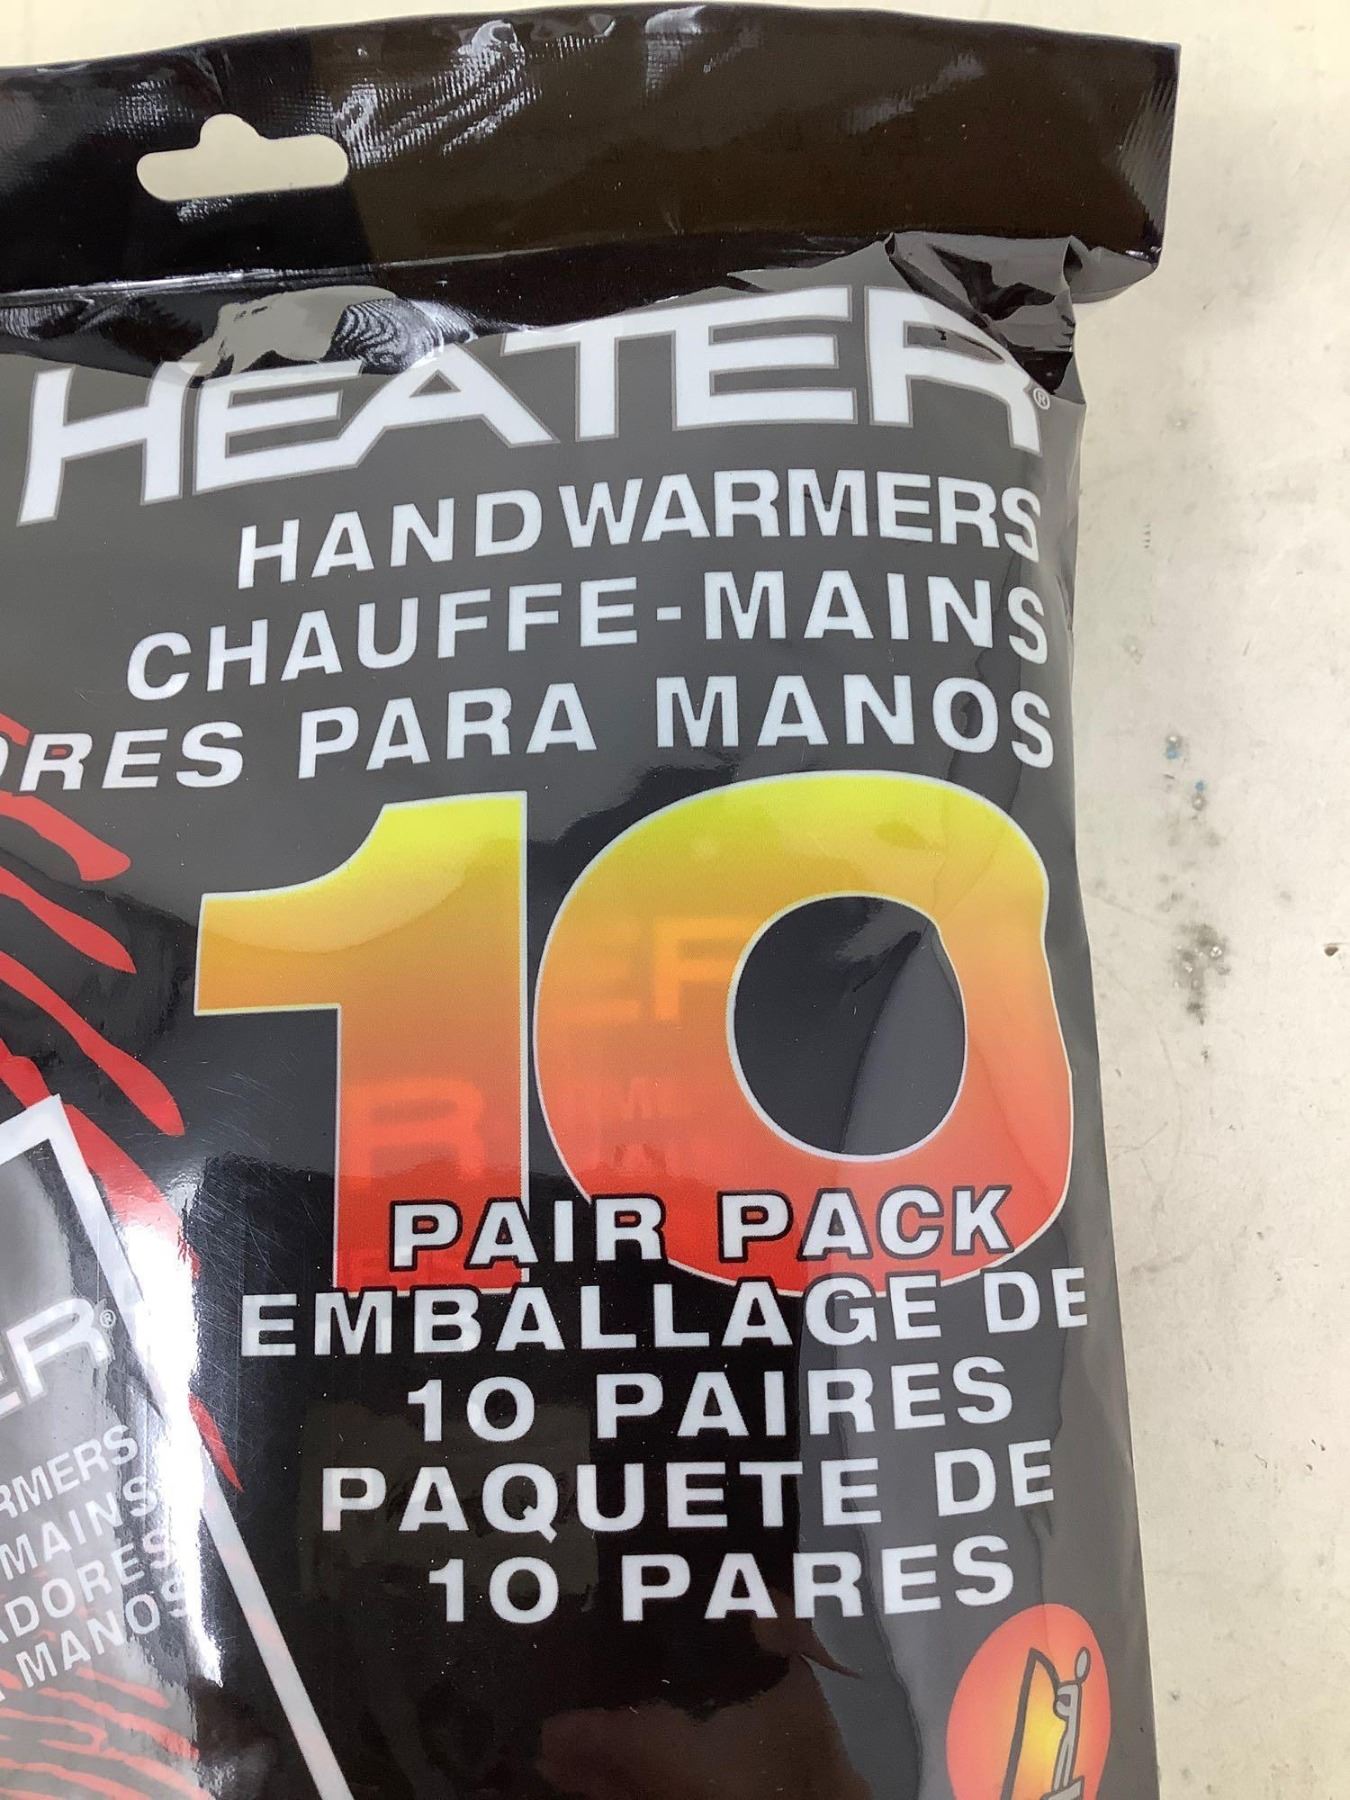 HEATER®
HANDWARMERS
CHAUFFE-MAINS
ORES PARA MANOS
10
PAIR PACK
EMBALLAGE DE
10 PAIRES
PAQUETE DE
10 PARES
ER®
RMERS
MAINS
ADORES
MANOS